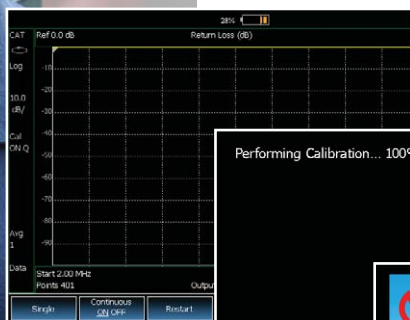 28%
CAT Ref 0.0 dB Return Loss (dB)
Log
-10
-20
10.0
dB/
-30
-40
Cal
ON Q
-50
-60
-70
-80
Avg
1
-90
Data
Start 2.00 MHz
Points 401 Outpu
Single Continuous
ON OFF Restart
Performing Calibration... 100%